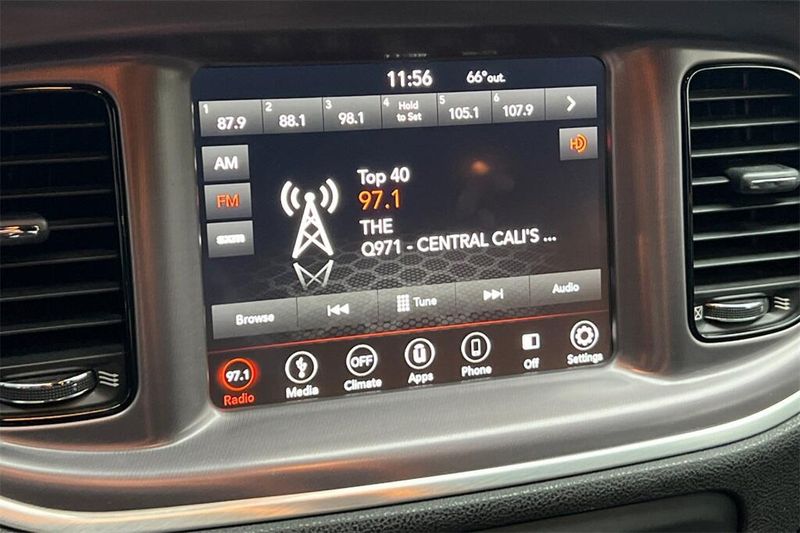 11:56 66° out.
1 87.9 2 88.1 3 98.1 4 Hold to Set 5 105.1 6 107.9
AM
HD
FM
Top 40
97.1
THE
Q971 - CENTRAL CALI'S ...
SXM
Browse Tune Audio
97.1 OFF
Radio Media Climate Apps Phone Off Settings